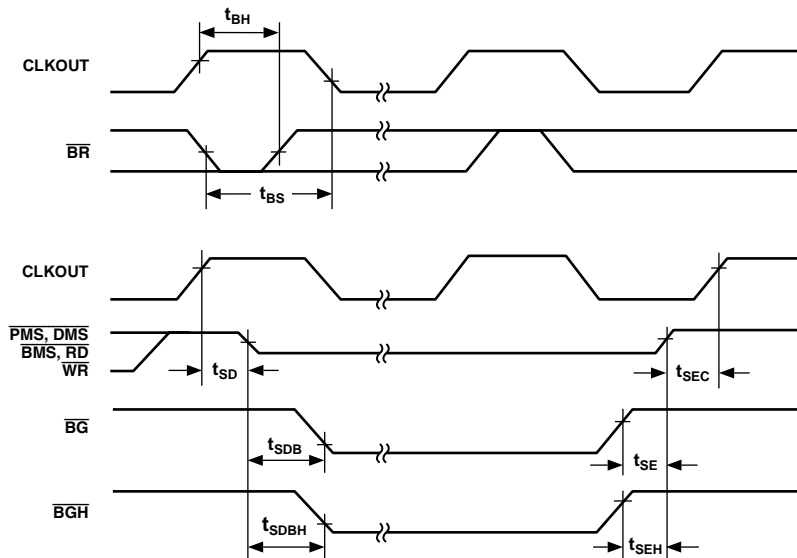 tBH
CLKOUT
BR
tBS
CLKOUT
PMS, DMS
BMS, RD
WR
tSD
tSEC
BG
tSDB
tSE
BGH
tSDBH
tSEH